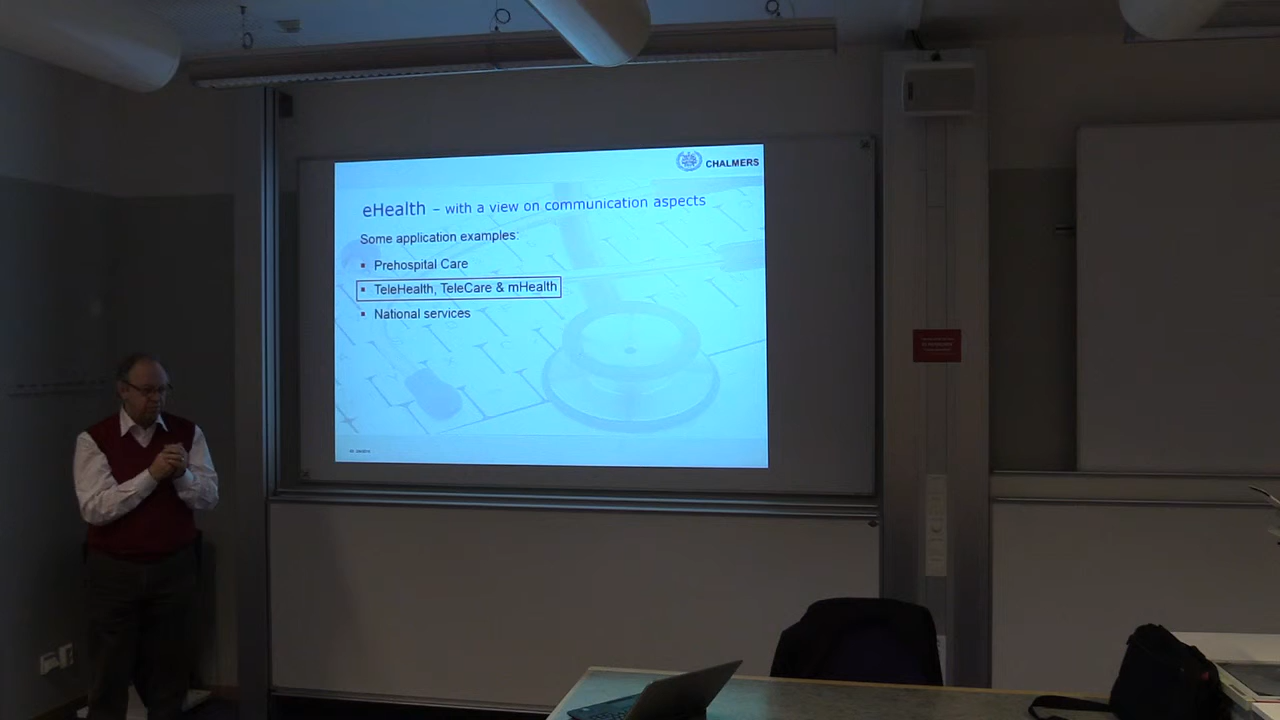 CHALMERS
eHealth – with a view on communication aspects
Some application examples:
▪ Prehospital Care
▪ TeleHealth, TeleCare & mHealth
▪ National services